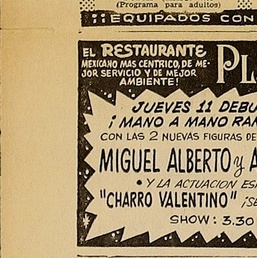 (Programa para adultos)
EQUIPADOS CON
EL RESTAURANTE
MEXICANO MAS CENTRICO, DE ME-
JOR SERVICIO Y DE MEJOR
AMBIENTE!
JUEVES 11 DEBU
¡MANO A MANO RAN
CON LAS 2 NUEVAS FIGURAS DE
MIGUEL ALBERTO y A
• Y LA ACTUACION ES
"CHARRO VALENTINO" ¡SE
SHOW: 3.30